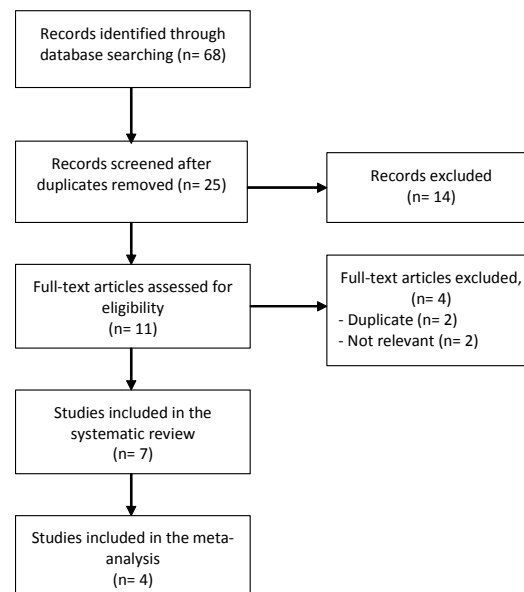 Records identified through
database searching (n= 68)
Records screened after
duplicates removed (n= 25)
Records excluded
(n= 14)
Full-text articles assessed for
eligibility
(n= 11)
Full-text articles excluded,
(n= 4)
- Duplicate (n= 2)
- Not relevant (n= 2)
Studies included in the
systematic review
(n= 7)
Studies included in the meta-
analysis
(n= 4)